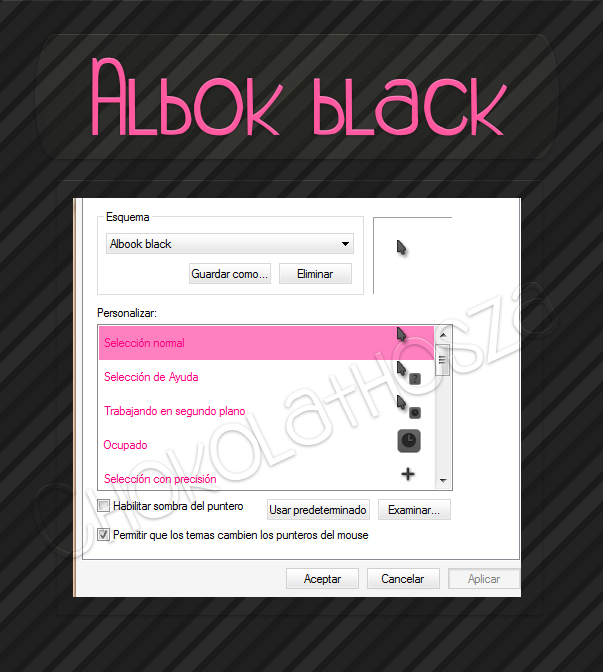 Albok black
Esquema
Albook black
Guardar como...
Eliminar
Personalizar:
Selección normal
Selección de Ayuda
Trabajando en segundo plano
Ocupado
Selección con precisión
Habilitar sombra del puntero
Usar predeterminado
Examinar...
Permitir que los temas cambien los punteros del mouse
Aceptar
Cancelar
Aplicar
CHOKOLATHOSZA